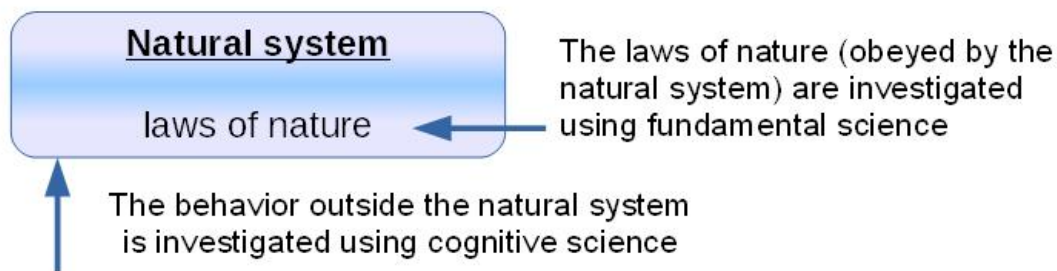 Natural system
laws of nature
The laws of nature (obeyed by the
natural system) are investigated
using fundamental science
The behavior outside the natural system
is investigated using cognitive science